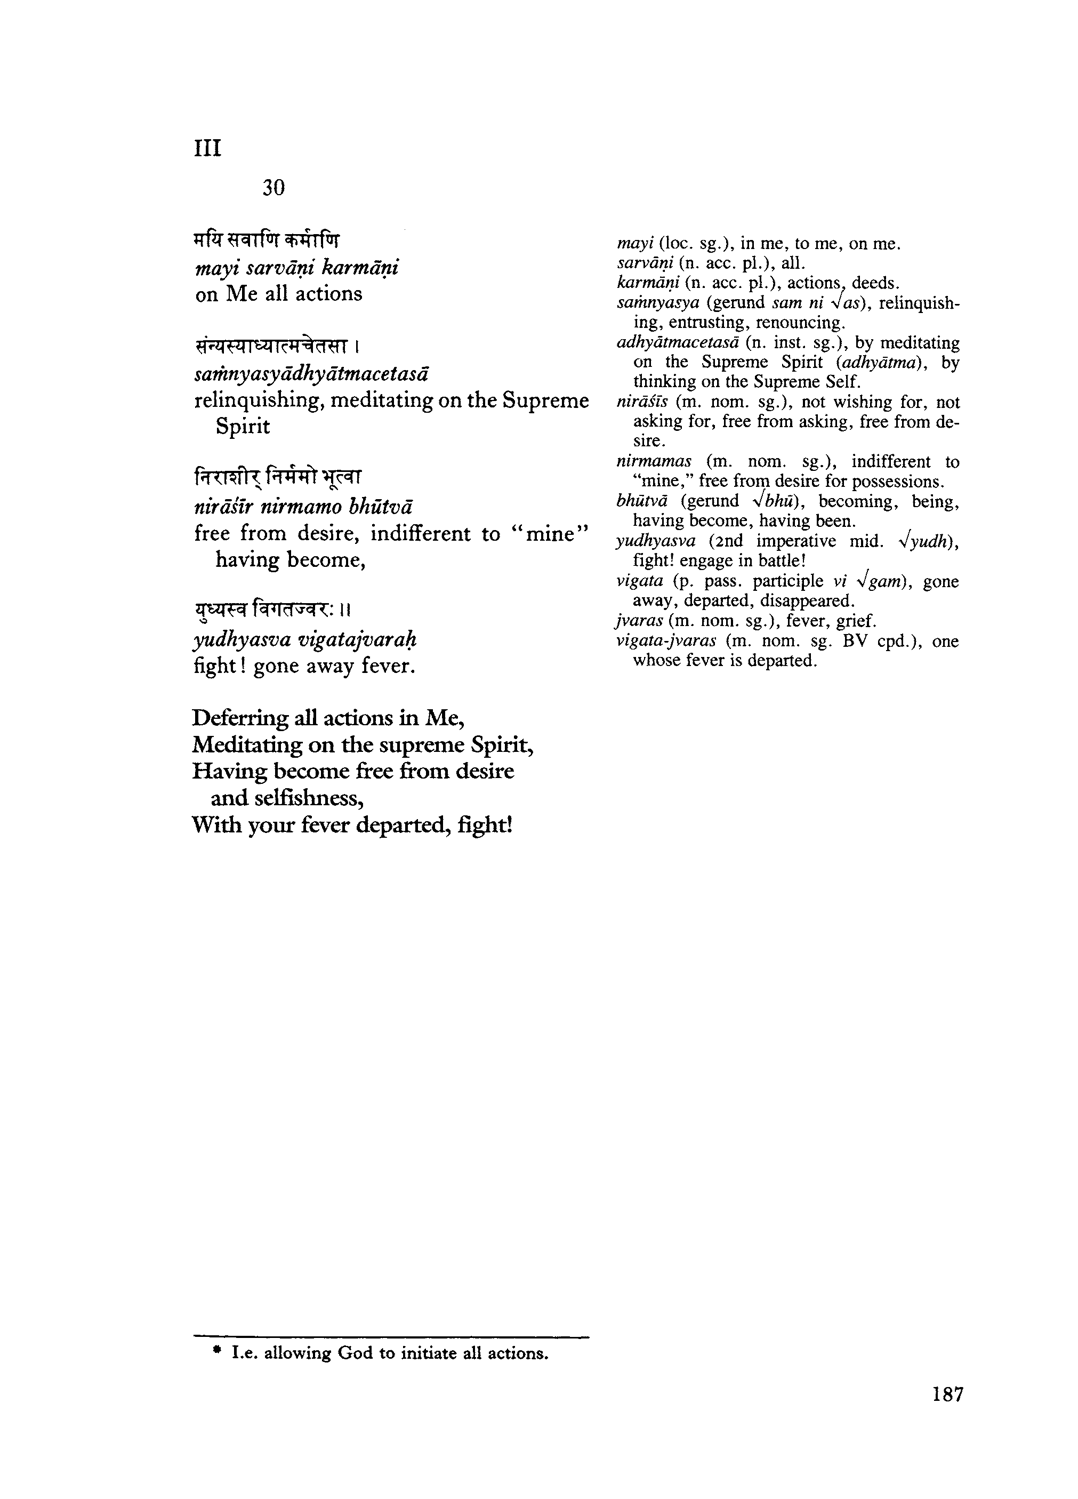 III
30
मयि सवाणि कर्माणि
mayi sarvāṇi karmāṇi
on Me all actions
संन्यस्याध्यात्मचेतसा ।
saṁnyasyādhyātmacetasā
relinquishing, meditating on the Supreme
Spirit
निराशीर् निर्ममो भूत्वा
nirāśīr nirmamo bhūtvā
free from desire, indifferent to “mine”
having become,
युध्यस्व विगतज्वरः ।।
yudhyasva vigatajvaraḥ
fight! gone away fever.
Deferring all actions in Me,
Meditating on the supreme Spirit,
Having become free from desire
and selfishness,
With your fever departed, fight!
mayi (loc. sg.), in me, to me, on me.
sarvāṇi (n. acc. pl.), all.
karmāṇi (n. acc. pl.), actions, deeds.
saṁnyasya (gerund sam ni √as), relinquish-
ing, entrusting, renouncing.
adhyātmacetasā (n. inst. sg.), by meditating
on the Supreme Spirit (adhyātma), by
thinking on the Supreme Self.
nirāśīs (m. nom. sg.), not wishing for, not
asking for, free from asking, free from de-
sire.
nirmamas (m. nom. sg.), indifferent to
“mine,” free from desire for possessions.
bhūtvā (gerund √bhū), becoming, being,
having become, having been.
yudhyasva (2nd imperative mid. √yudh),
fight! engage in battle!
vigata (p. pass. participle vi √gam), gone
away, departed, disappeared.
jvaras (m. nom. sg.), fever, grief.
vigata-jvaras (m. nom. sg. BV cpd.), one
whose fever is departed.
* I.e. allowing God to initiate all actions.
187